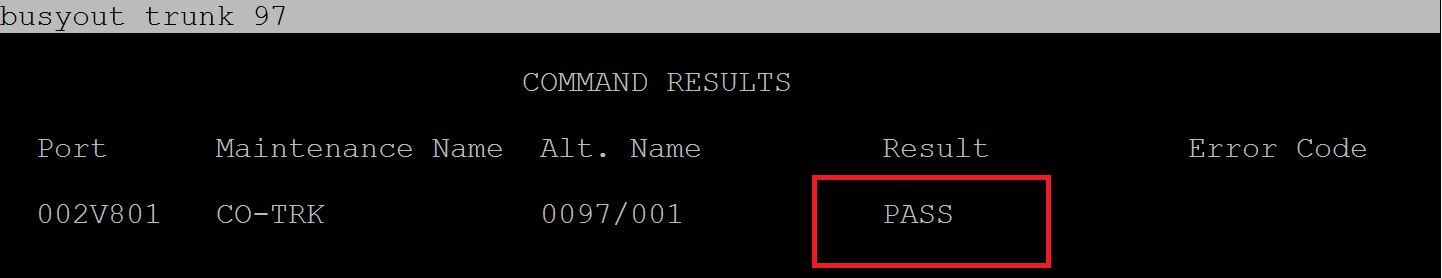 busyout trunk 97
COMMAND RESULTS
Port Maintenance Name Alt. Name Result Error Code
002V801 CO-TRK 0097/001 PASS